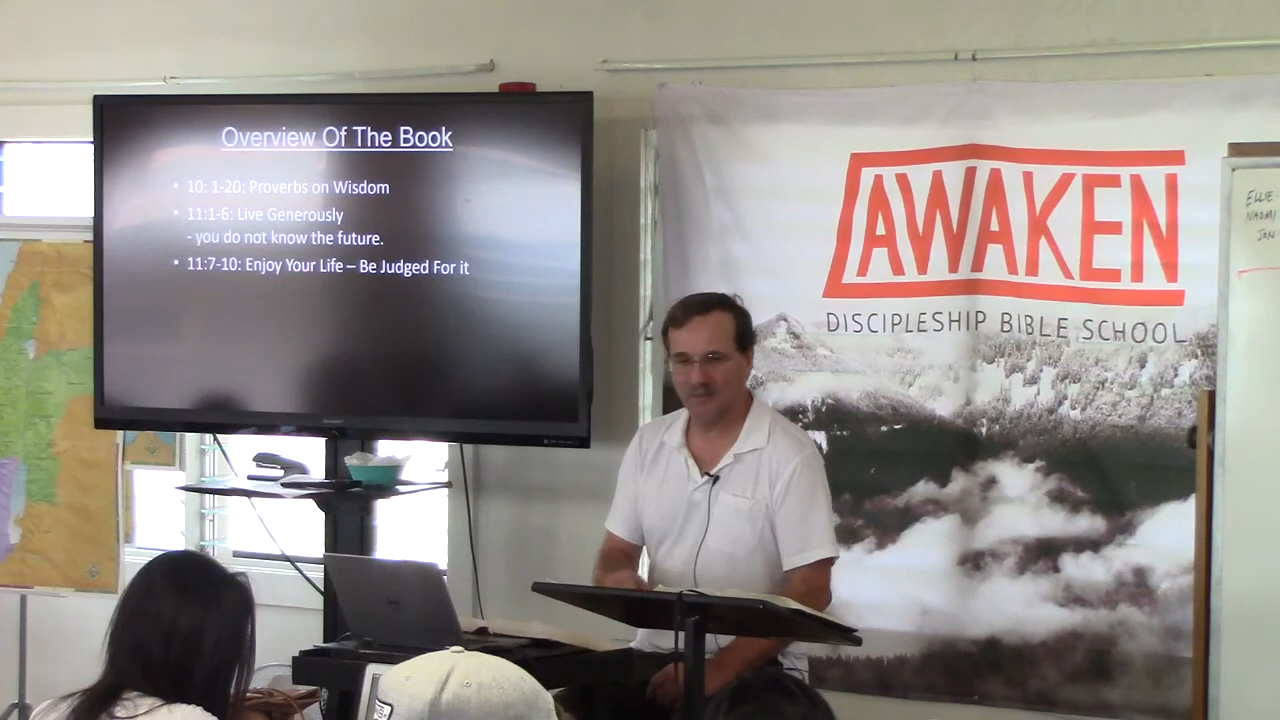 Overview Of The Book
• 10: 1-20: Proverbs on Wisdom
• 11:1-6: Live Generously
- you do not know the future.
• 11:7-10: Enjoy Your Life – Be Judged For it
AWAKEN
DISCIPLESHIP BIBLE SCHOOL
ELLIE